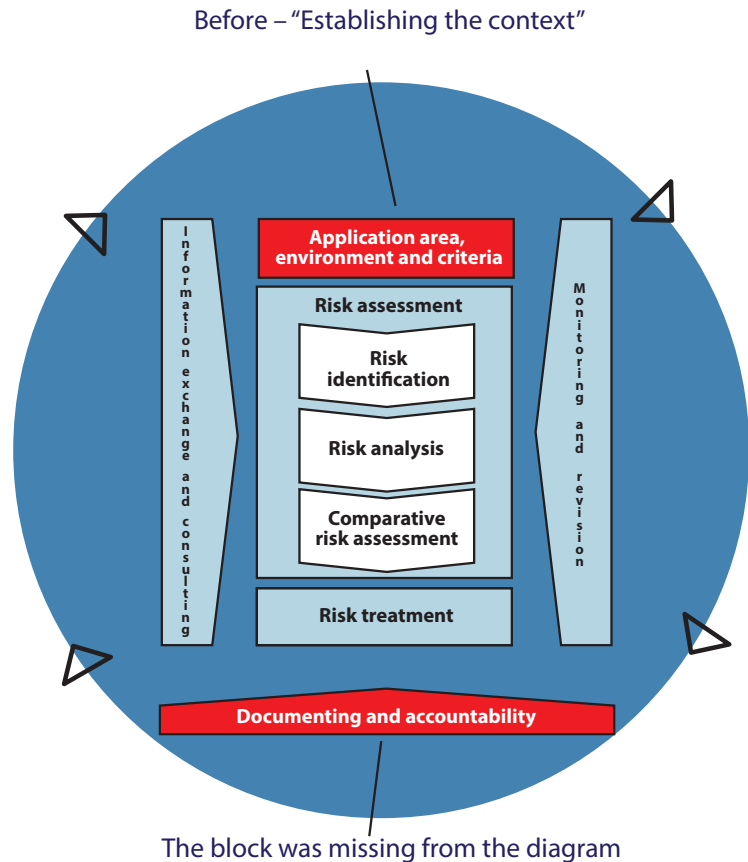 Before – “Establishing the context”
Application area,
environment and criteria
Information exchange and consulting
Risk assessment
Risk
identification
Risk analysis
Comparative
risk assessment
Monitoring and revision
Risk treatment
Documenting and accountability
The block was missing from the diagram